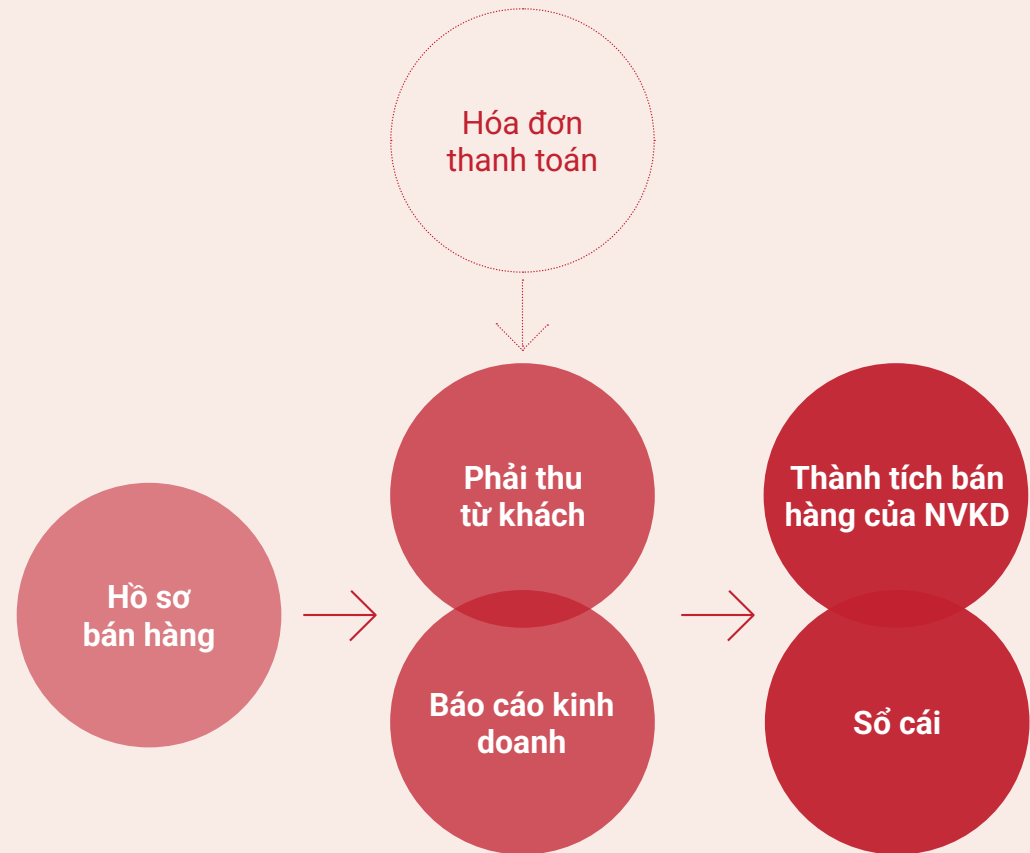 Hóa đơn
thanh toán
Hồ sơ
bán hàng
Phải thu
từ khách
Báo cáo kinh
doanh
Thành tích bán
hàng của NVKD
Sổ cái